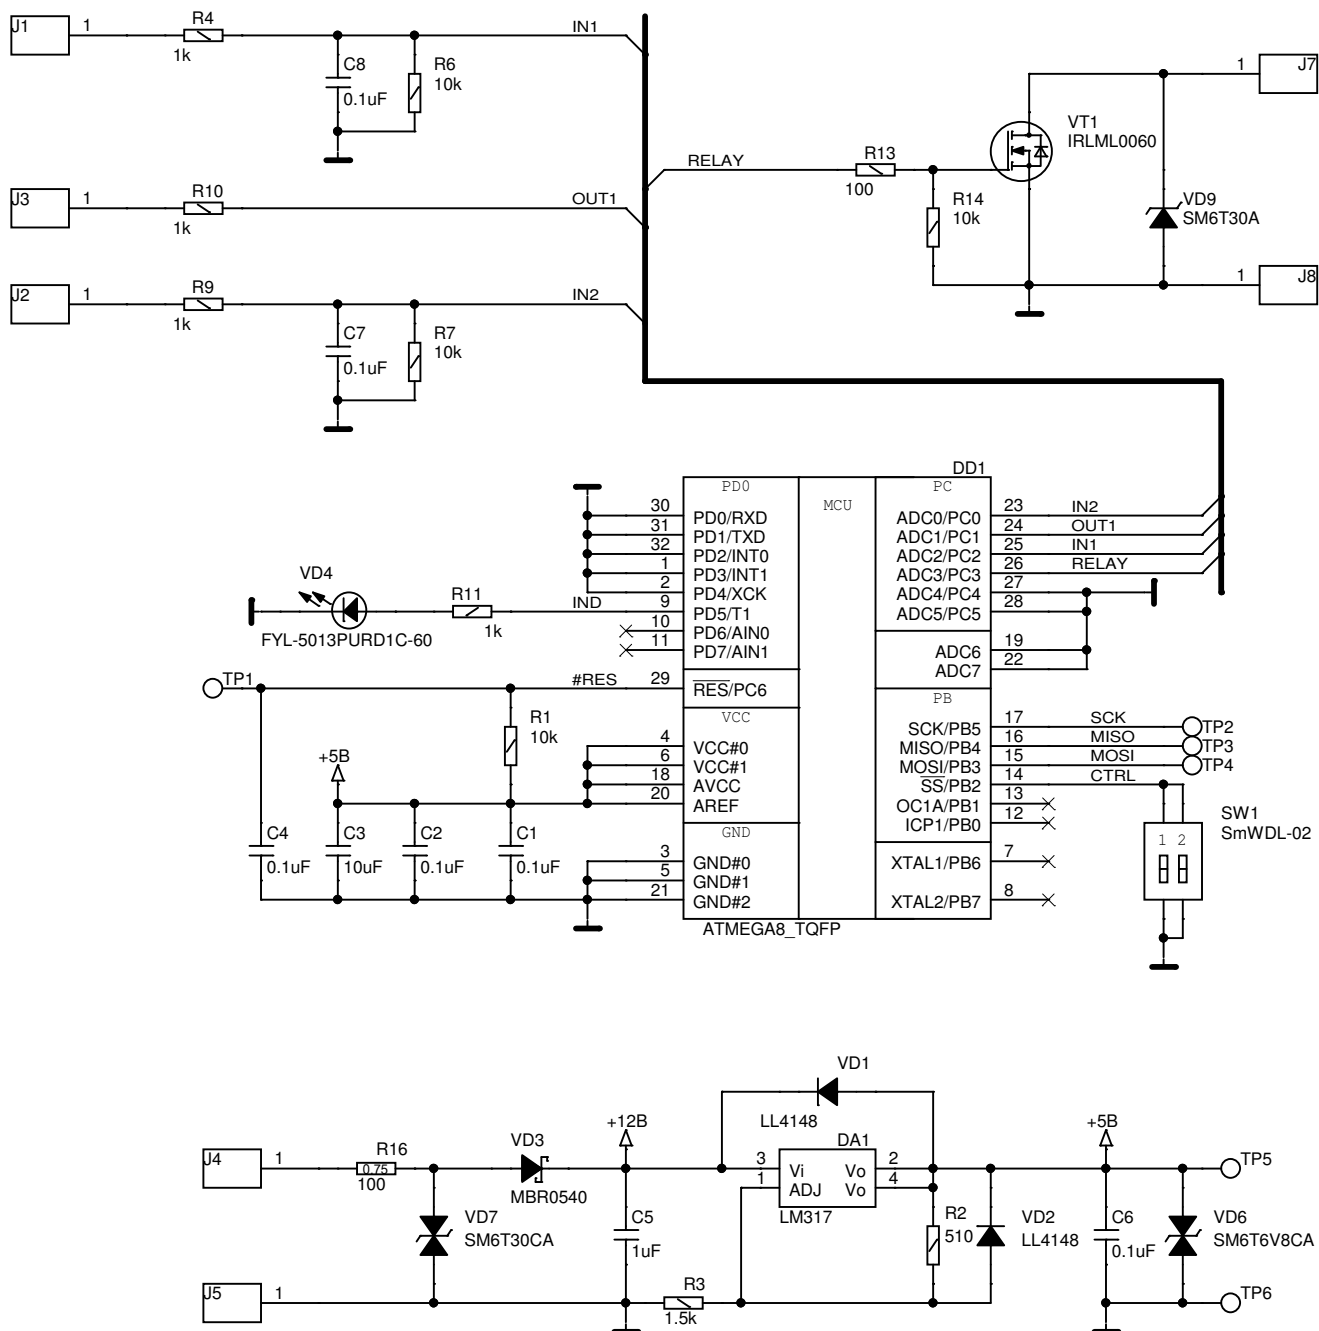 J1
1
R4
1k
C8
0.1uF
R6
10k
IN1
J3
1
R10
1k
OUT1
J2
1
R9
1k
C7
0.1uF
R7
10k
IN2
RELAY
R13
100
R14
10k
VT1
IRLML0060
VD9
SM6T30A
1
J7
1
J8
DD1
PD0
MCU
PC
30
PD0/RXD
31
PD1/TXD
32
PD2/INT0
1
PD3/INT1
2
PD4/XCK
IND
9
PD5/T1
10
PD6/AIN0
11
PD7/AIN1
#RES
29
RES/PC6
VCC
4
VCC#0
6
VCC#1
18
AVCC
20
AREF
GND
3
GND#0
5
GND#1
21
GND#2
ATMEGA8_TQFP
ADC0/PC0
23
IN2
ADC1/PC1
24
OUT1
ADC2/PC2
25
IN1
ADC3/PC3
26
RELAY
ADC4/PC4
27
ADC5/PC5
28
ADC6
19
ADC7
22
PB
SCK/PB5
17
SCK
TP2
MISO/PB4
16
MISO
TP3
MOSI/PB3
15
MOSI
TP4
SS/PB2
14
CTRL
OC1A/PB1
13
ICP1/PB0
12
XTAL1/PB6
7
XTAL2/PB7
8
SW1
SmWDL-02
1 2
VD4
FYL-5013PURD1C-60
R11
1k
TP1
R1
10k
+5B
C4
0.1uF
C3
10uF
C2
0.1uF
C1
0.1uF
J4
1
R16
0.75
100
VD3
MBR0540
VD7
SM6T30CA
+12B
C5
1uF
VD1
LL4148
DA1
3
Vi
Vo
2
1
ADJ
Vo
4
LM317
R2
510
VD2
LL4148
+5B
C6
0.1uF
VD6
SM6T6V8CA
TP5
J5
1
R3
1.5k
TP6